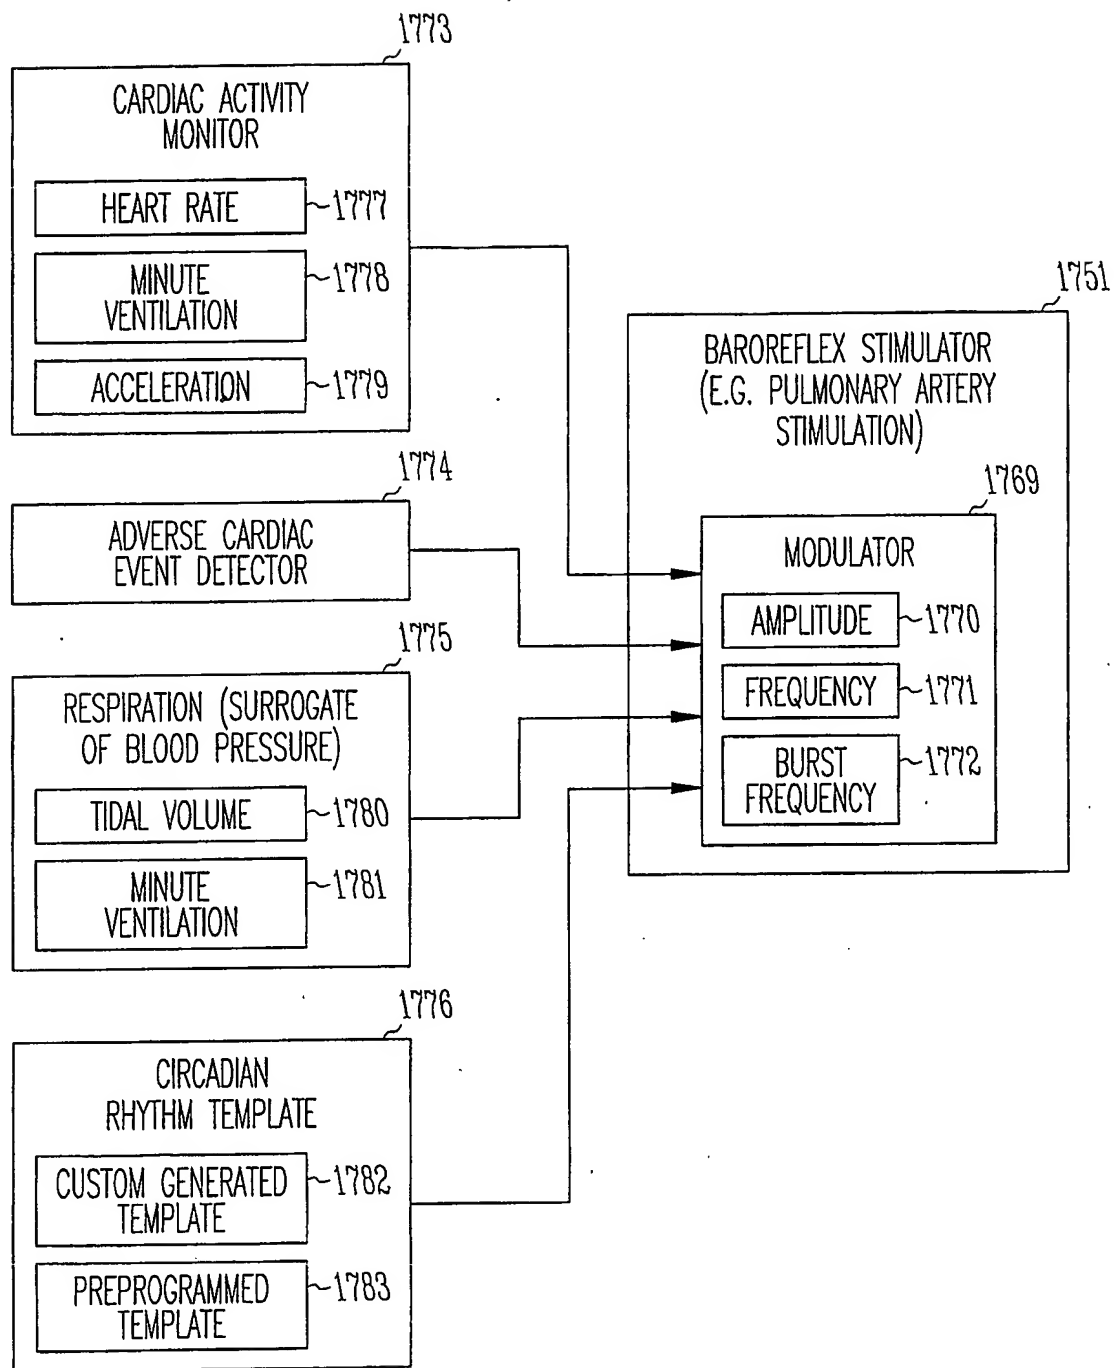 1773
CARDIAC ACTIVITY
MONITOR
HEART RATE
1777
MINUTE
VENTILATION
1778
ACCELERATION
1779
1774
ADVERSE CARDIAC
EVENT DETECTOR
1775
RESPIRATION (SURROGATE
OF BLOOD PRESSURE)
TIDAL VOLUME
1780
MINUTE
VENTILATION
1781
1776
CIRCADIAN
RHYTHM TEMPLATE
CUSTOM GENERATED
TEMPLATE
1782
PREPROGRAMMED
TEMPLATE
1783
1751
BAROREFLEX STIMULATOR
(E.G. PULMONARY ARTERY
STIMULATION)
1769
MODULATOR
AMPLITUDE
1770
FREQUENCY
1771
BURST
FREQUENCY
1772